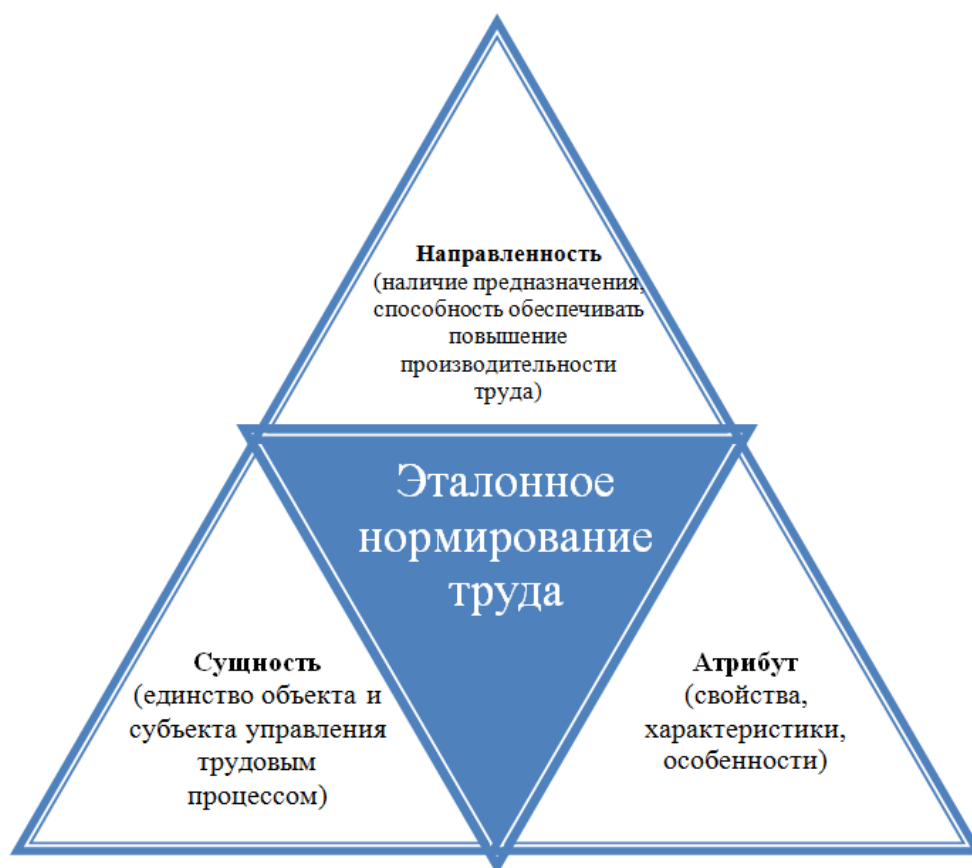 Направленность
(наличие предназначения,
способность обеспечивать
повышение
производительности
труда)
Эталонное
нормирование
труда
Сущность
(единство объекта и
субъекта управления
трудовым
процессом)
Атрибут
(свойства,
характеристики,
особенности)